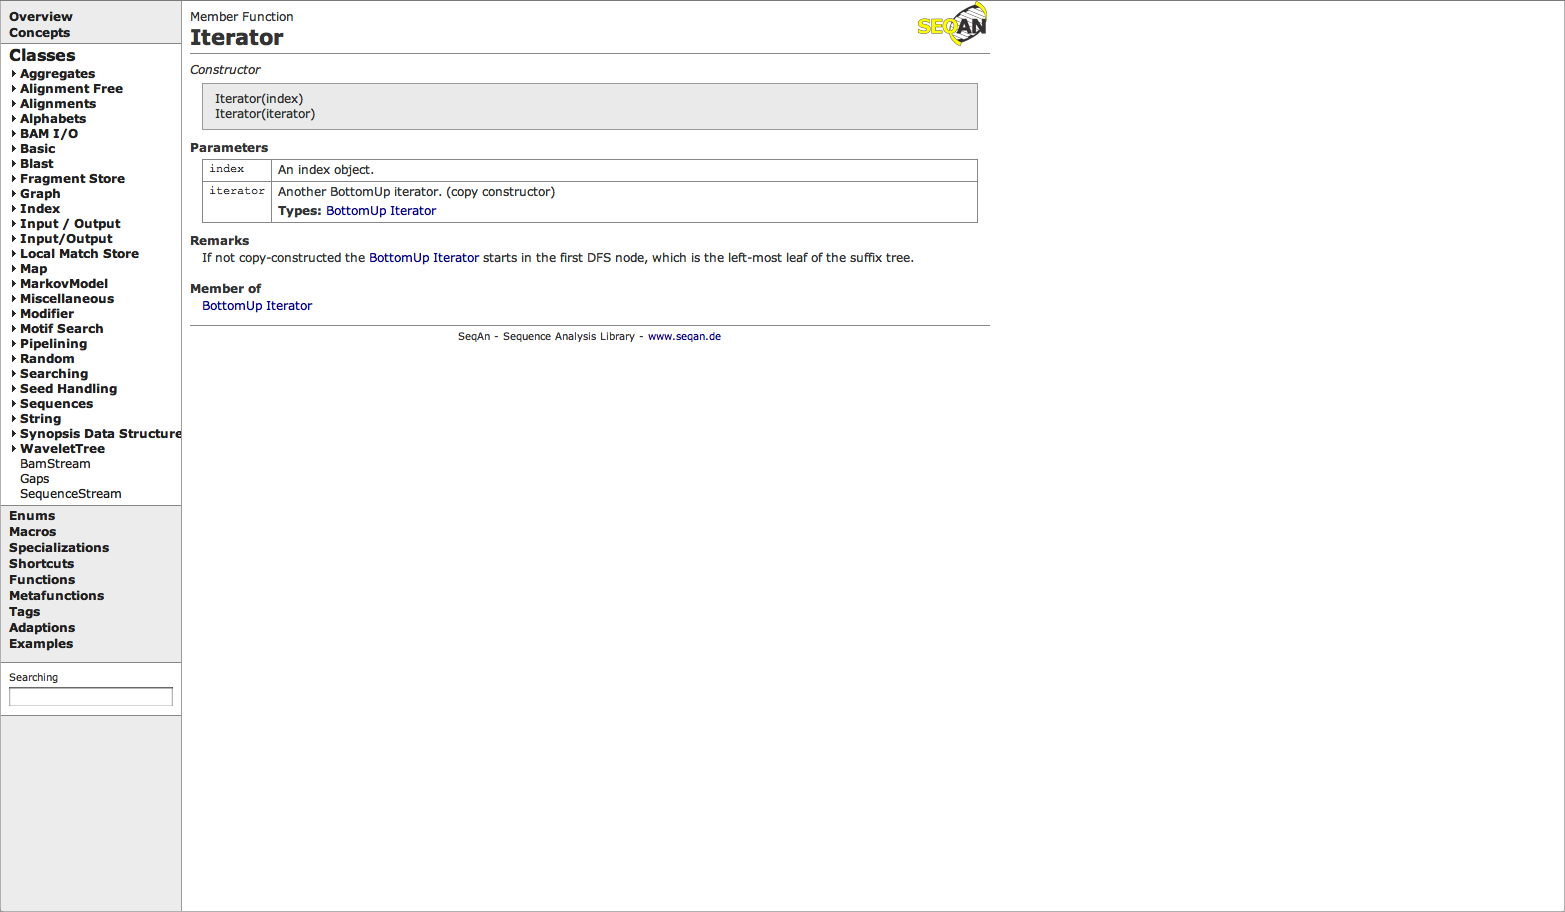 Overview
Concepts
Classes
Aggregates
Alignment Free
Alignments
Alphabets
BAM I/O
Basic
Blast
Fragment Store
Graph
Index
Input / Output
Input/Output
Local Match Store
Map
MarkovModel
Miscellaneous
Modifier
Motif Search
Pipelining
Random
Searching
Seed Handling
Sequences
String
Synopsis Data Structure
WaveletTree
BamStream
Gaps
SequenceStream
Enums
Macros
Specializations
Shortcuts
Functions
Metafunctions
Tags
Adaptions
Examples
Searching
Member Function
Iterator
SEQAN
Constructor
Iterator(index)
Iterator(iterator)
Parameters
index An index object.
iterator Another BottomUp iterator. (copy constructor)
Types: BottomUp Iterator
Remarks
If not copy-constructed the BottomUp Iterator starts in the first DFS node, which is the left-most leaf of the suffix tree.
Member of
BottomUp Iterator
SeqAn - Sequence Analysis Library - www.seqan.de